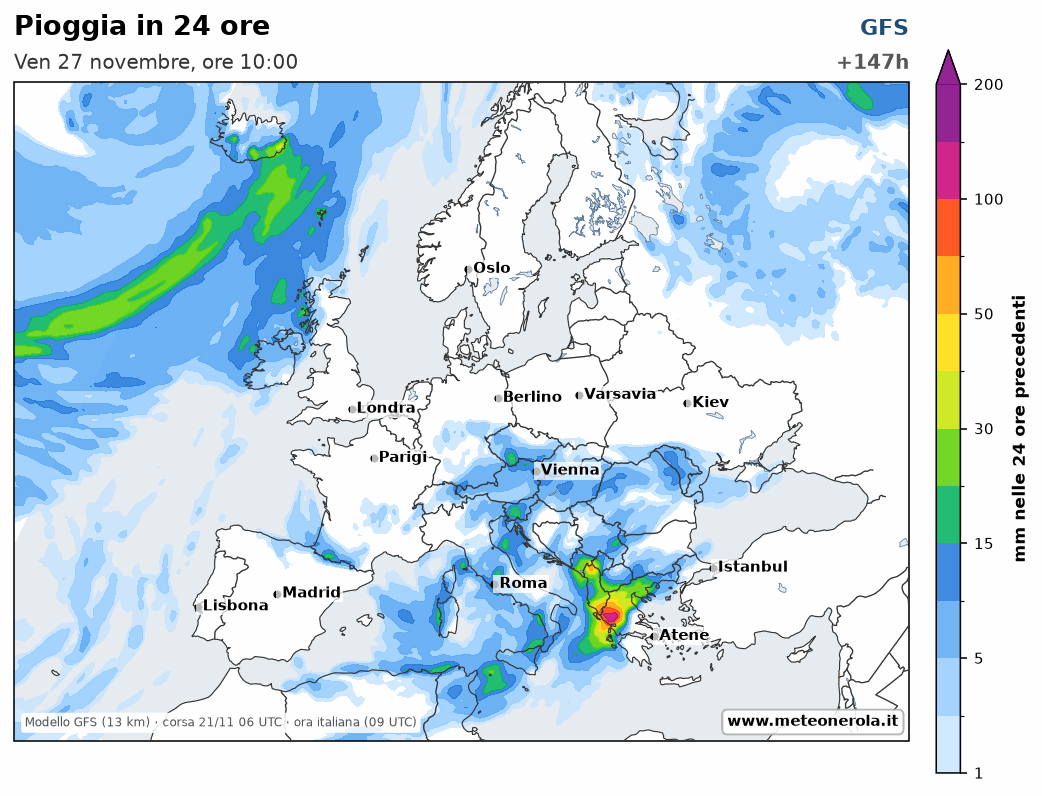 Pioggia in 24 ore
GFS
Ven 27 novembre, ore 10:00
+147h
200
100
50
30
15
5
1
mm nelle 24 ore precedenti
Oslo
Berlino
Varsavia
Kiev
Londra
Parigi
Vienna
Istanbul
Roma
Madrid
Lisbona
Atene
Modello GFS (13 km) · corsa 21/11 06 UTC · ora italiana (09 UTC)
www.meteonerola.it